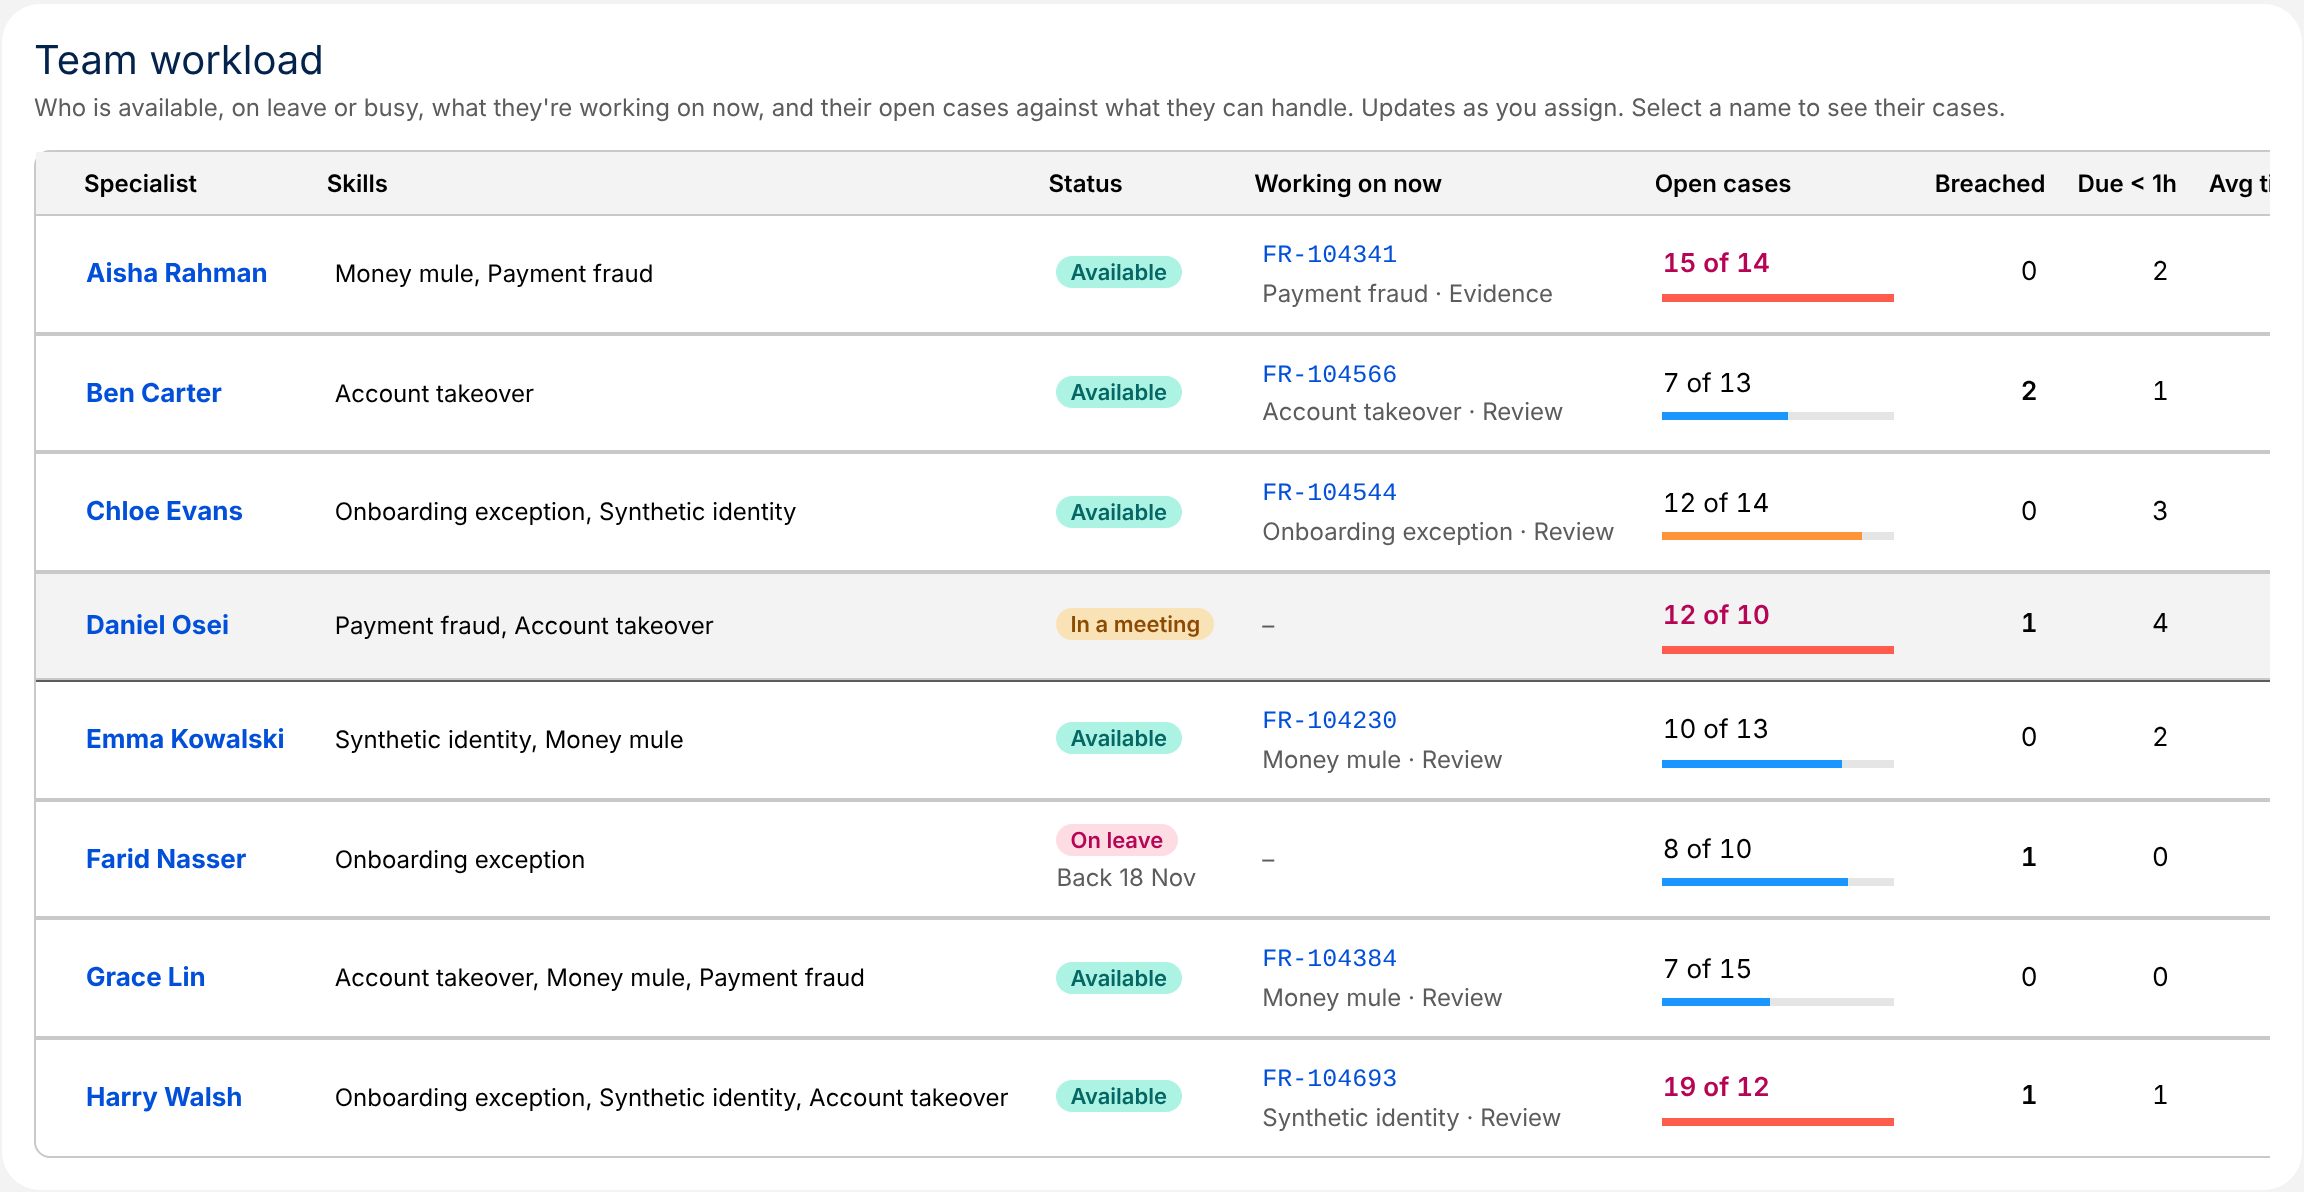 Team workload
Who is available, on leave or busy, what they're working on now, and their open cases against what they can handle. Updates as you assign. Select a name to see their cases.
Specialist Skills Status Working on now Open cases Breached Due < 1h Avg
Aisha Rahman Money mule, Payment fraud Available FR-104341 15 of 14 0 2
Payment fraud · Evidence
Ben Carter Account takeover Available FR-104566 7 of 13 2 1
Account takeover · Review
Chloe Evans Onboarding exception, Synthetic identity Available FR-104544 12 of 14 0 3
Onboarding exception · Review
Daniel Osei Payment fraud, Account takeover In a meeting – 12 of 10 1 4
Emma Kowalski Synthetic identity, Money mule Available FR-104230 10 of 13 0 2
Money mule · Review
Farid Nasser Onboarding exception On leave – 8 of 10 1 0
Back 18 Nov
Grace Lin Account takeover, Money mule, Payment fraud Available FR-104384 7 of 15 0 0
Money mule · Review
Harry Walsh Onboarding exception, Synthetic identity, Account takeover Available FR-104693 19 of 12 1 1
Synthetic identity · Review